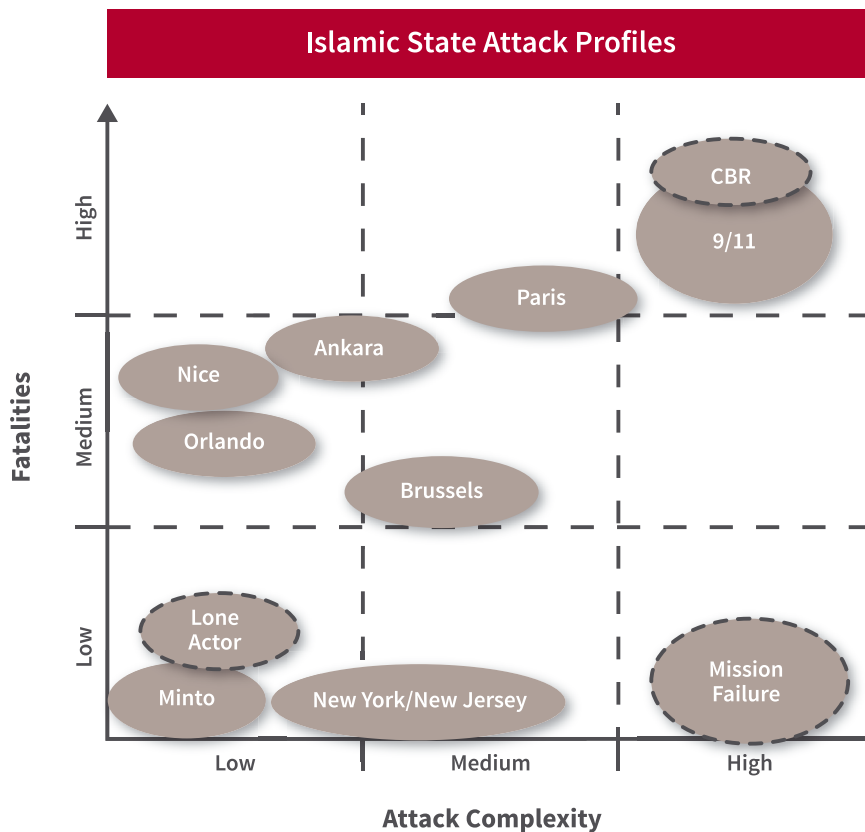 Islamic State Attack Profiles
High
CBR
9/11
Paris
Fatalities
Medium
Ankara
Nice
Orlando
Brussels
Low
Lone
Actor
Minto
New York/New Jersey
Mission
Failure
Low
Medium
High
Attack Complexity